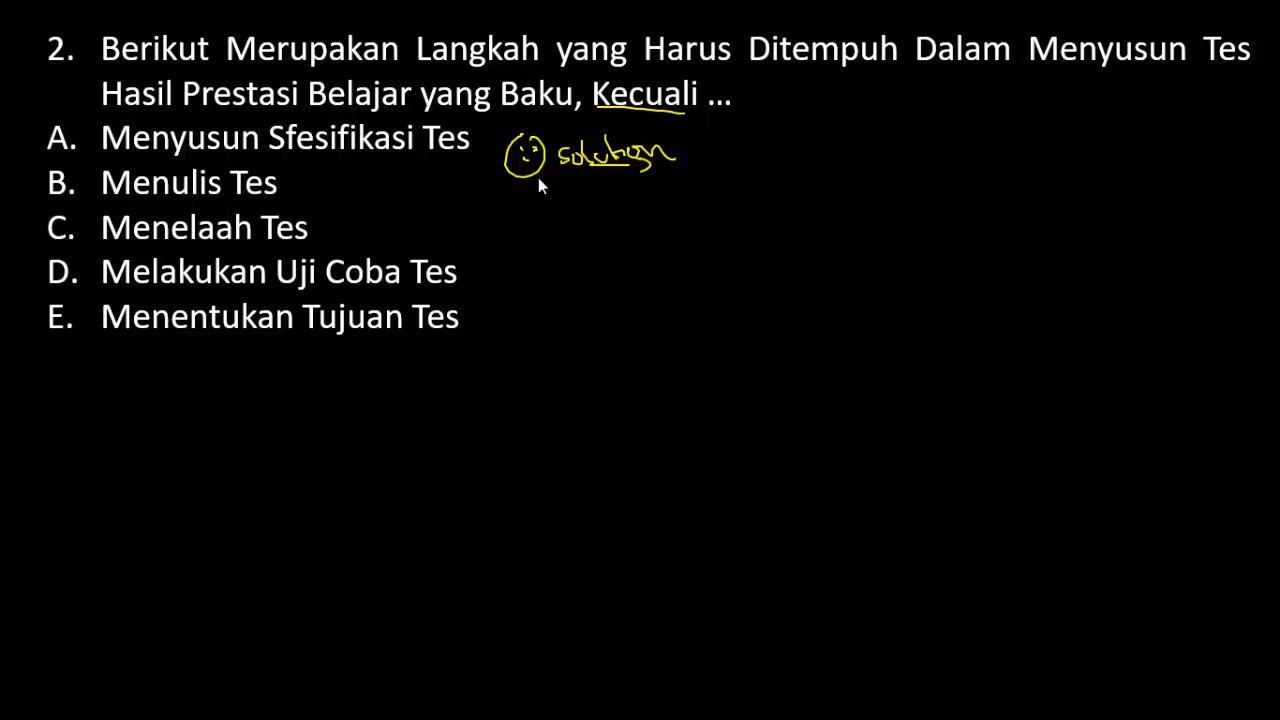 2. Berikut Merupakan Langkah yang Harus Ditempuh Dalam Menyusun Tes
Hasil Prestasi Belajar yang Baku, Kecuali ...
A. Menyusun Sfesifikasi Tes
solution
B. Menulis Tes
C. Menelaah Tes
D. Melakukan Uji Coba Tes
E. Menentukan Tujuan Tes